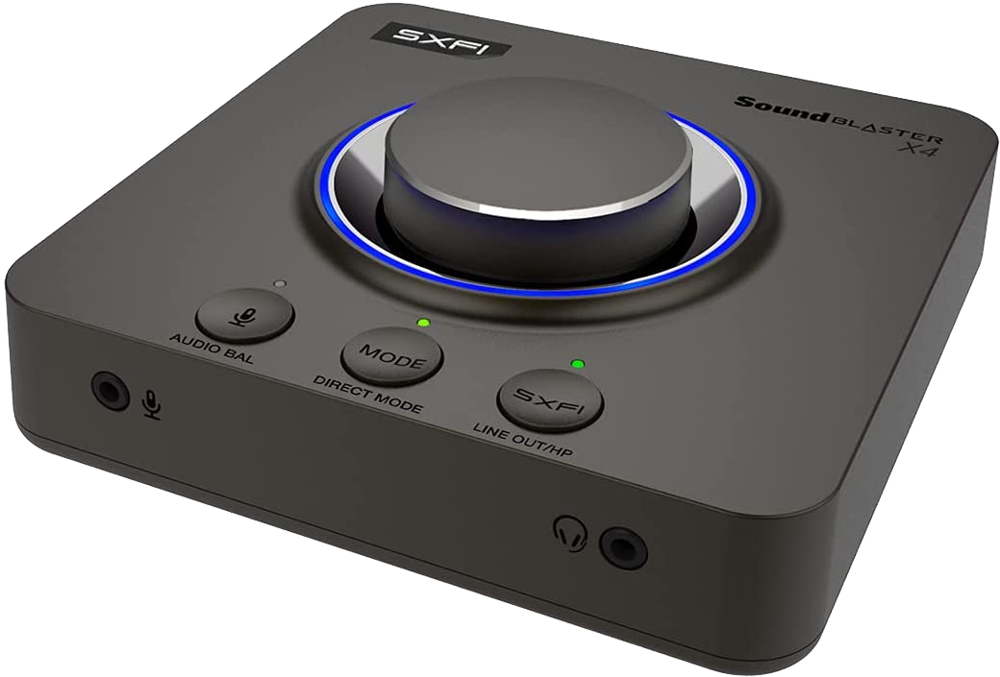 SXFI
Sound BLASTER
X4
AUDIO BAL
MODE
DIRECT MODE
SXFI
LINE OUT/HP